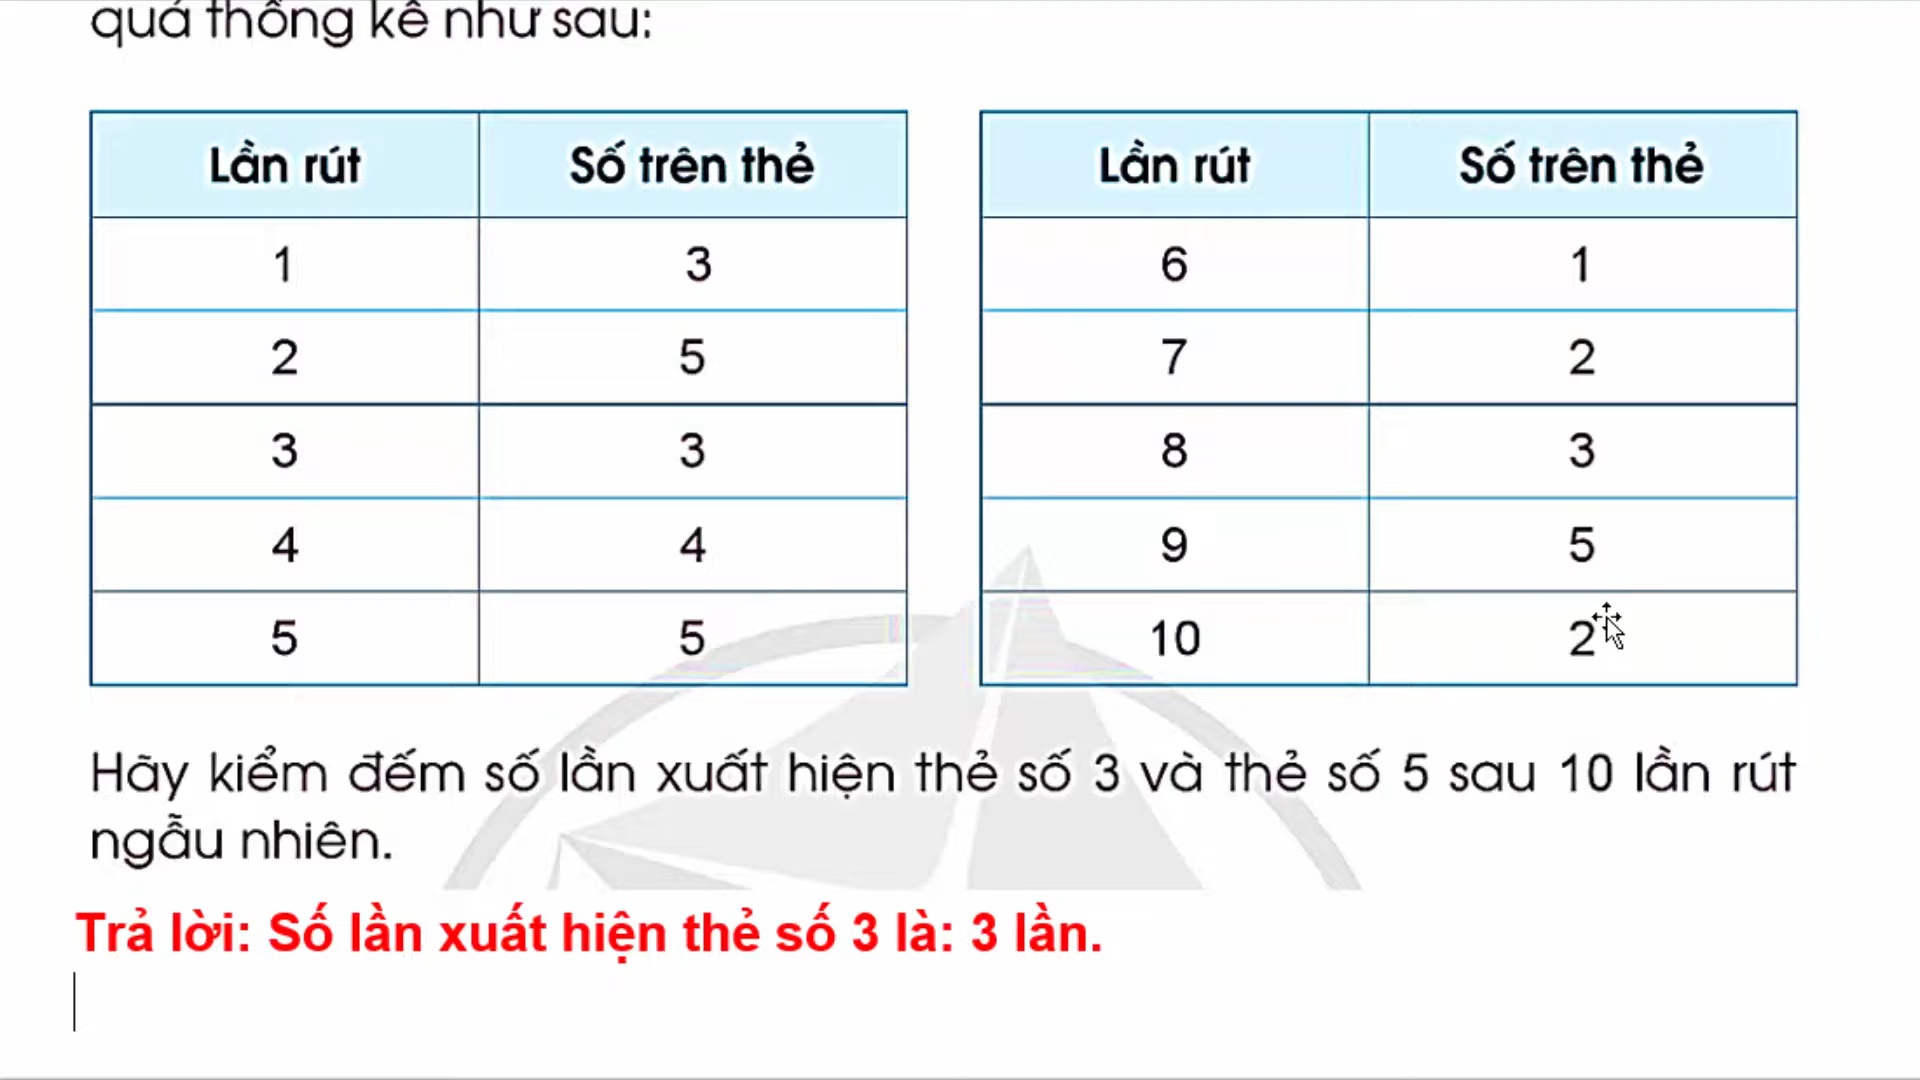 quả thống kê như sau:
Lần rút Số trên thẻ
1 3
2 5
3 3
4 4
5 5
Lần rút Số trên thẻ
6 1
7 2
8 3
9 5
10 2
Hãy kiểm đếm số lần xuất hiện thẻ số 3 và thẻ số 5 sau 10 lần rút
ngẫu nhiên.
Trả lời: Số lần xuất hiện thẻ số 3 là: 3 lần.